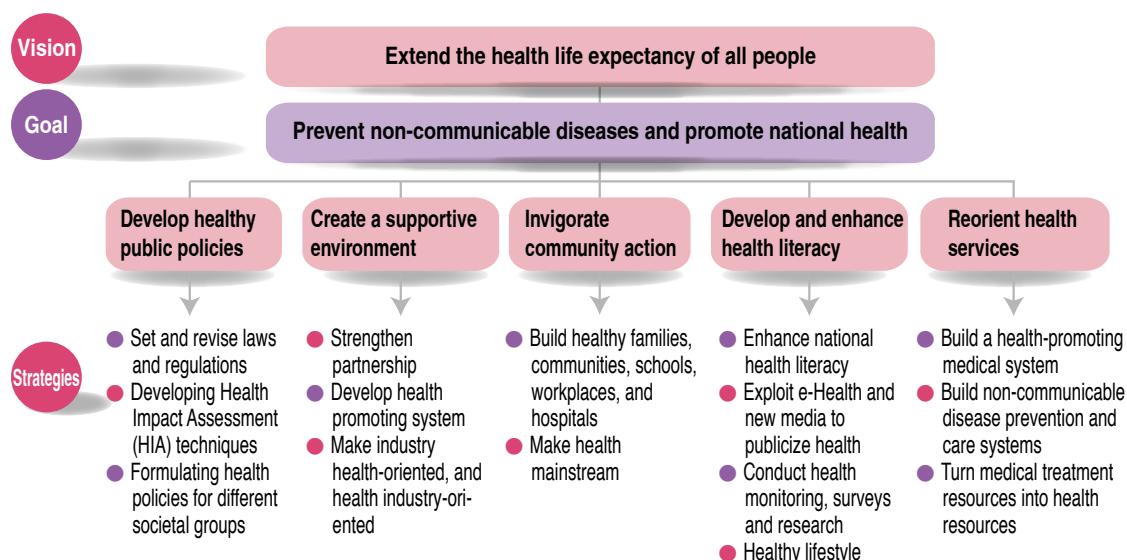 Vision
Extend the health life expectancy of all people
Goal
Prevent non-communicable diseases and promote national health
Develop healthy
public policies
Create a supportive
environment
Invigorate
community action
Develop and enhance
health literacy
Reorient health
services
Strategies
Set and revise laws
and regulations
Developing Health
Impact Assessment
(HIA) techniques
Formulating health
policies for different
societal groups
Strengthen
partnership
Develop health
promoting system
Make industry
health-oriented, and
health industry-ori-
ented
Build healthy families,
communities, schools,
workplaces, and
hospitals
Make health
mainstream
Enhance national
health literacy
Exploit e-Health and
new media to
publicize health
Conduct health
monitoring, surveys
and research
Healthy lifestyle
Build a health-promoting
medical system
Build non-communicable
disease prevention and
care systems
Turn medical treatment
resources into health
resources